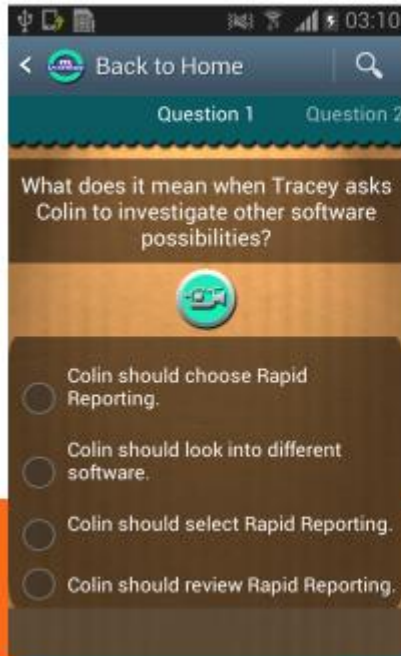 03:10
Back to Home
Question 1 Question 2
What does it mean when Tracey asks
Colin to investigate other software
possibilities?
Colin should choose Rapid
Reporting.
Colin should look into different
software.
Colin should select Rapid Reporting.
Colin should review Rapid Reporting.